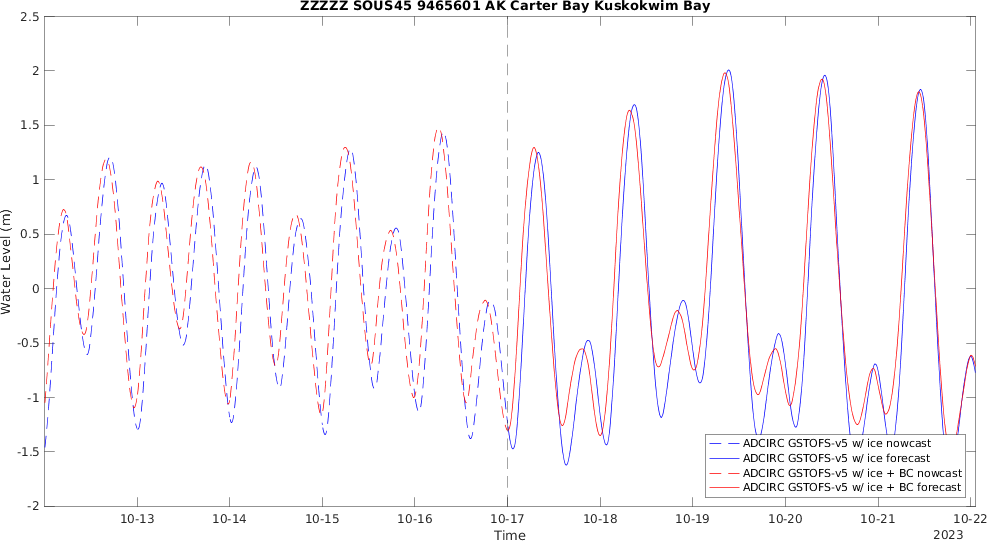 ZZZZZ SOUS45 9465601 AK Carter Bay Kuskokwim Bay
2.5
2
1.5
1
0.5
0
-0.5
-1
-1.5
-2
Water Level (m)
10-13 10-14 10-15 10-16 10-17 10-18 10-19 10-20 10-21 10-22
2023
Time
ADCIRC GSTOFS-v5 w/ ice nowcast
ADCIRC GSTOFS-v5 w/ ice forecast
ADCIRC GSTOFS-v5 w/ ice + BC nowcast
ADCIRC GSTOFS-v5 w/ ice + BC forecast